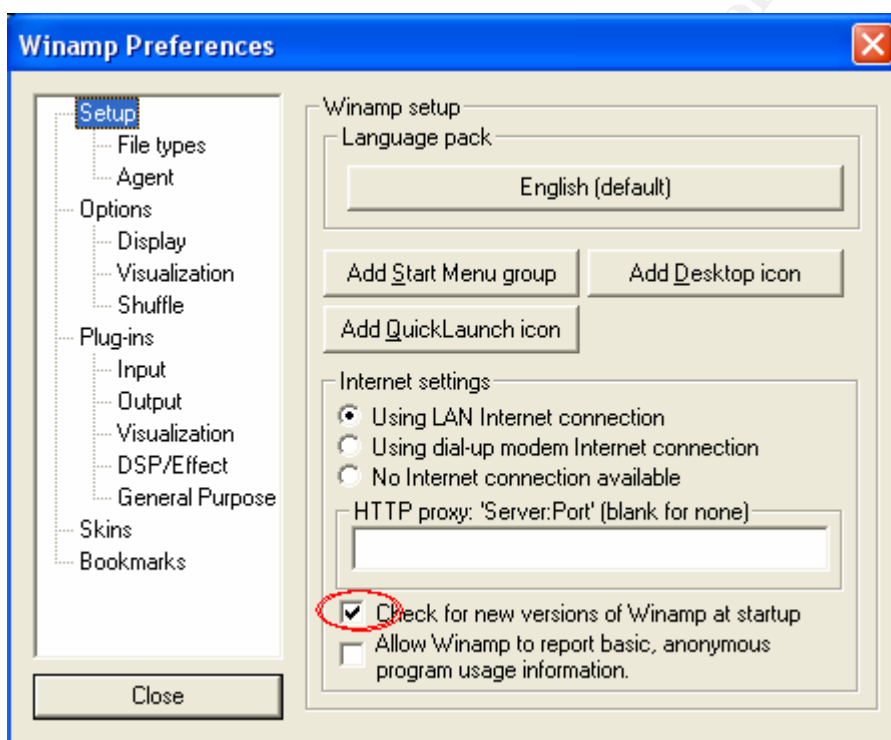 Winamp Preferences
Setup
File types
Agent
Options
Display
Visualization
Shuffle
Plug-ins
Input
Output
Visualization
DSP/Effect
General Purpose
Skins
Bookmarks
Close
Winamp setup
Language pack
English (default)
Add Start Menu group
Add Desktop icon
Add QuickLaunch icon
Internet settings
Using LAN Internet connection
Using dial-up modem Internet connection
No Internet connection available
HTTP proxy: 'Server:Port' (blank for none)
Check for new versions of Winamp at startup
Allow Winamp to report basic, anonymous
program usage information.